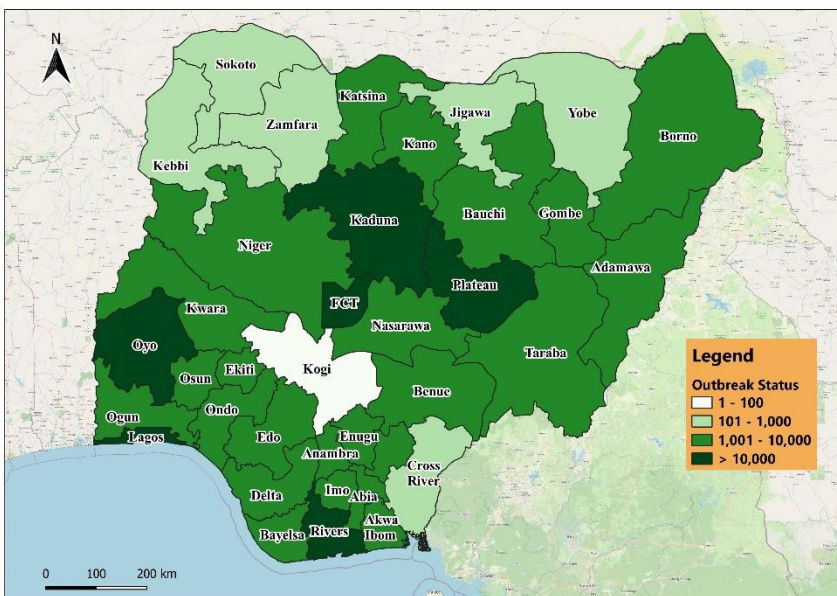 N
Sokoto
Katsina
Zamfara
Jigawa
Yobe
Kano
Borno
Kebbi
Kaduna
Bauchi
Gombe
Niger
Adamawa
FCT
Plateau
Kwara
Nasarawa
Oyo
Taraba
Kogi
Osun
Ekiti
Benue
Ogun
Ondo
Lagos
Edo
Enugu
Anambra
Cross
River
Delta
Imo
Abia
Akwa
Ibom
Bayelsa
Rivers
Legend
Outbreak Status
1 - 100
101 - 1,000
1,001 - 10,000
> 10,000
0 100 200 km